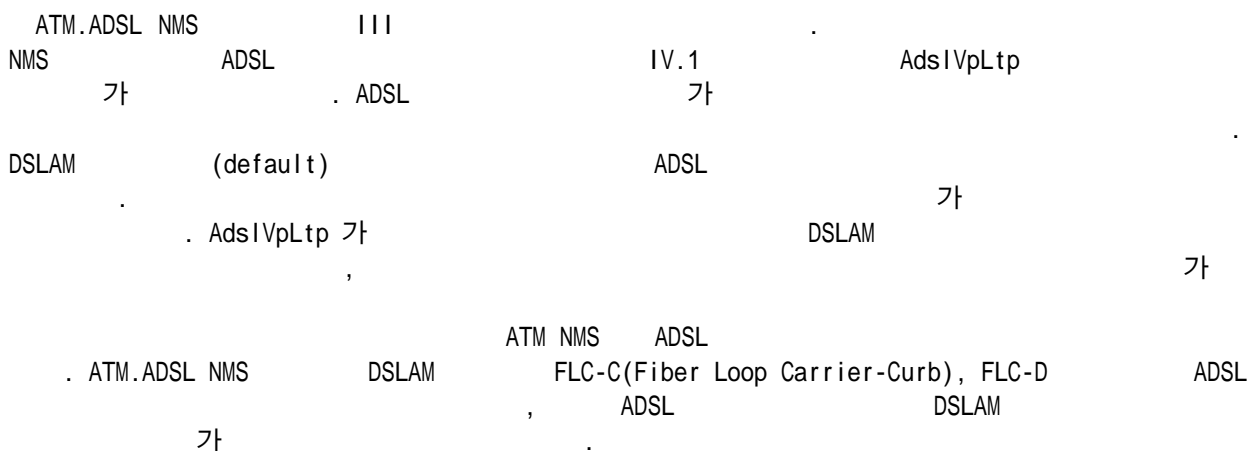 ATM.ADSL NMS III .
NMS ADSL IV.1 AdslVpLtp
가 . ADSL 가
.
DSLAM (default) ADSL
. 가
. AdslVpLtp 가 DSLAM
, 가
ATM NMS ADSL
. ATM.ADSL NMS DSLAM FLC-C(Fiber Loop Carrier-Curb), FLC-D ADSL
, ADSL DSLAM
가 .